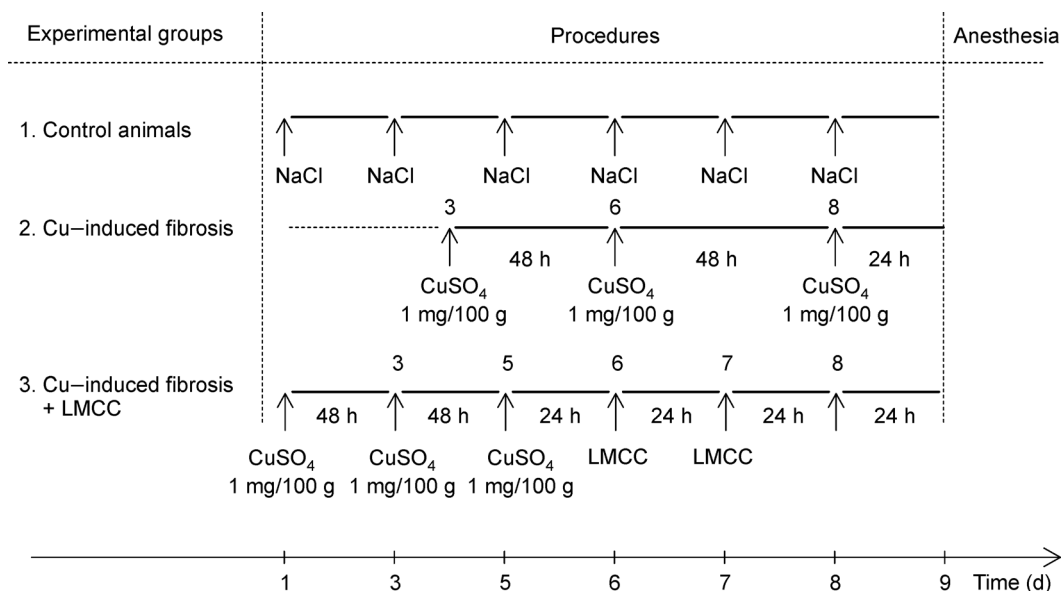 Experimental groups Procedures Anesthesia
1. Control animals
NaCl NaCl NaCl NaCl NaCl NaCl
3 6 8
2. Cu–induced fibrosis
48 h 48 h 24 h
CuSO₄ CuSO₄ CuSO₄
1 mg/100 g 1 mg/100 g 1 mg/100 g
3 5 6 7 8
3. Cu–induced fibrosis
+ LMCC
48 h 48 h 24 h 24 h 24 h 24 h
CuSO₄ CuSO₄ CuSO₄ LMCC LMCC
1 mg/100 g 1 mg/100 g 1 mg/100 g
1 3 5 6 7 8 9 Time (d)